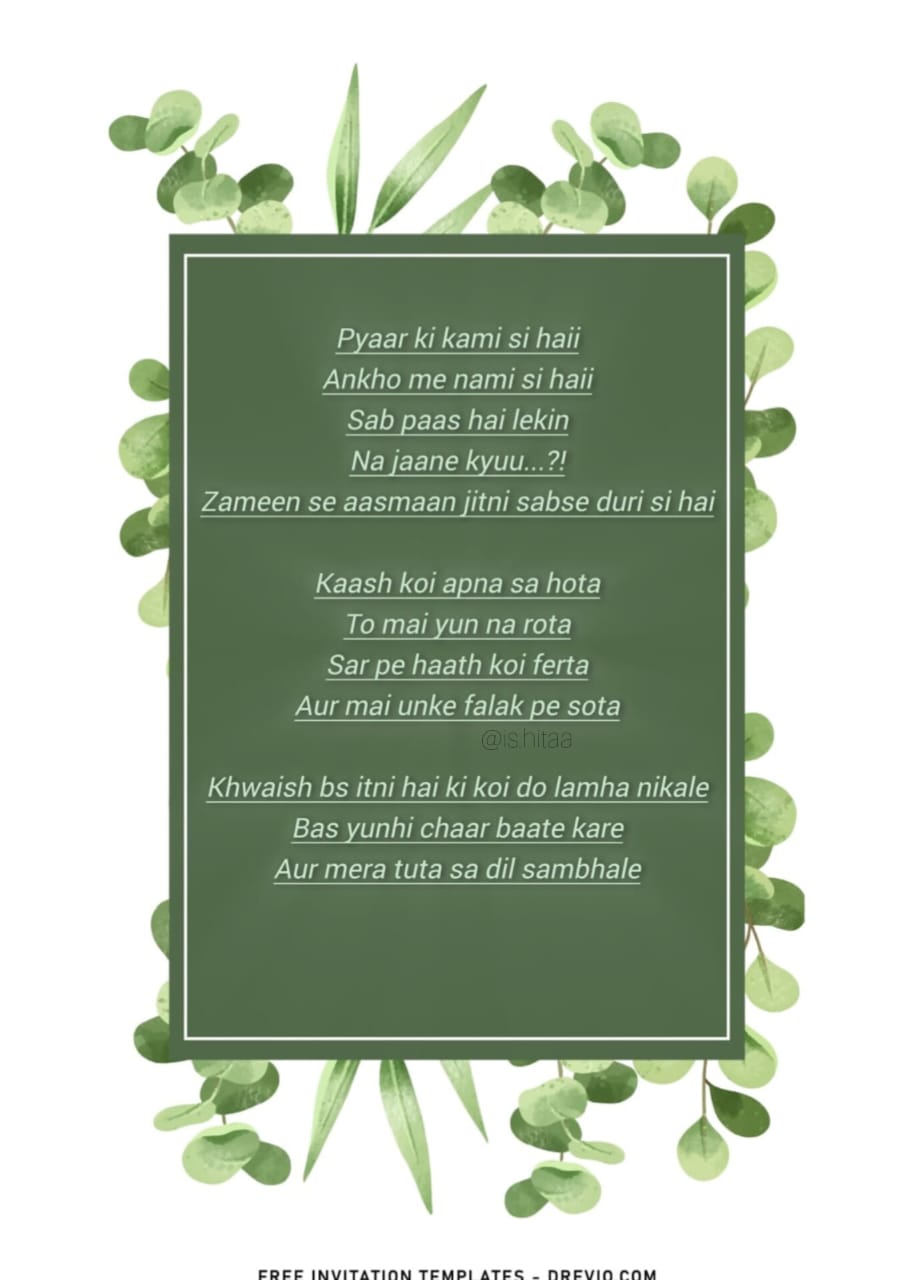 Pyaar ki kami si haii
Ankho me nami si haii
Sab paas hai lekin
Na jaane kyuu...?!
Zameen se aasmaan jitni sabse duri si hai
Kaash koi apna sa hota
To mai yun na rota
Sar pe haath koi ferta
Aur mai unke falak pe sota
@is.hitaa
Khwaish bs itni hai ki koi do lamha nikale
Bas yunhi chaar baate kare
Aur mera tuta sa dil sambhale
FREE INVITATION TEMPLATES - DREVIO.COM